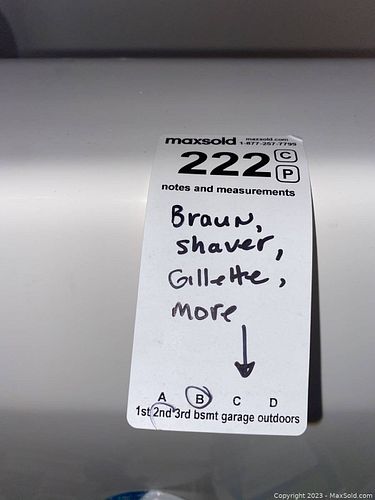 maxsold maxsold.com
1-877-257-7799
222 C
P
notes and measurements
Braun,
shaver,
Gillette,
more
A B C D
1st 2nd 3rd bsmt garage outdoors
Copyright 2023 - MaxSold.com